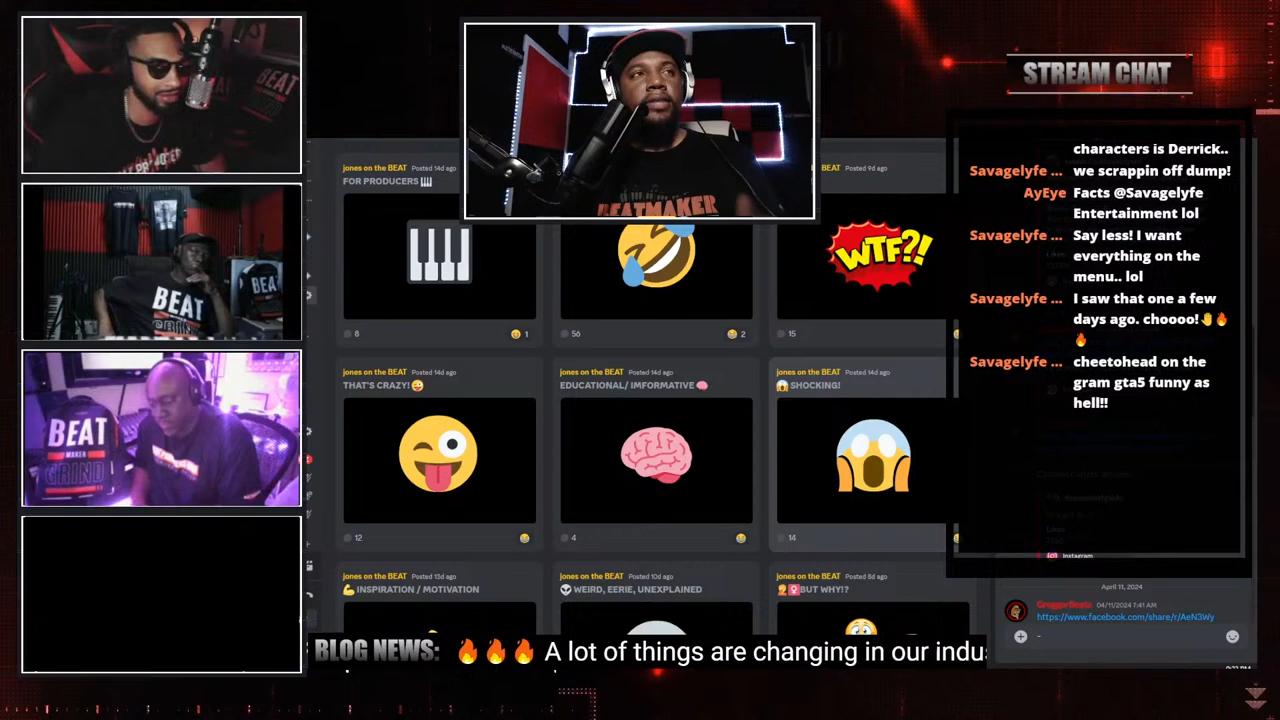 STREAM CHAT
characters is Derrick..
Savagelyfe ... we scrappin off dump!
AyEye Facts @Savagelyfe
Entertainment lol
Savagelyfe ... Say less! I want
everything on the
menu.. lol
Savagelyfe ... I saw that one a few
days ago. choooo!🤚🔥
🔥
Savagelyfe ... cheetohead on the
gram gta5 funny as
hell!!
BEAT
BEATMAKER
BEAT
BEAT
BEAT
MAKER
GRIND
jones on the BEAT Posted 14d ago
FOR PRODUCERS 🎹
8 1
56 2
Posted 9d ago
WTF?!
15
jones on the BEAT Posted 14d ago
THAT'S CRAZY!😜
12
jones on the BEAT Posted 14d ago
EDUCATIONAL/ IMFORMATIVE🧠
4
jones on the BEAT Posted 14d ago
😱SHOCKING!
14
jones on the BEAT Posted 13d ago
💪INSPIRATION / MOTIVATION
jones on the BEAT Posted 10d ago
👽WEIRD, EERIE, UNEXPLAINED
jones on the BEAT Posted 8d ago
🤦‍♀️BUT WHY!?
Instagram
April 11, 2024
GreggorBeatz 04/11/2024 7:41 AM
https://www.facebook.com/share/r/AeN3Wy
BLOG NEWS: 🔥🔥🔥 A lot of things are changing in our indu